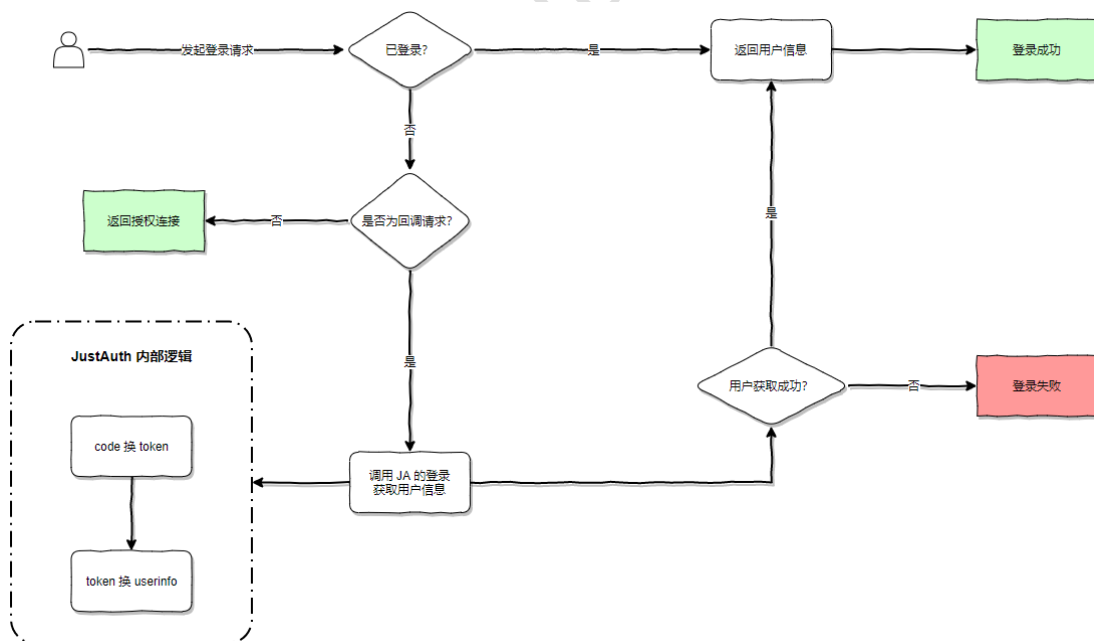 发起登录请求
已登录?
是
返回用户信息
登录成功
否
返回授权连接
否
是否为回调请求?
是
JustAuth 内部逻辑
是
用户获取成功?
否
登录失败
code 换 token
调用 JA 的登录
获取用户信息
token 换 userinfo